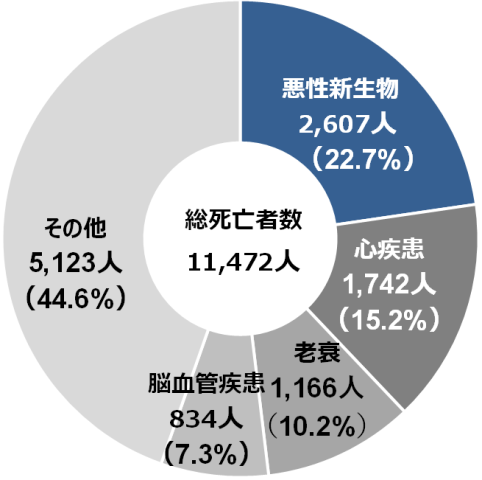 悪性新生物
2,607人
（22.7%）
心疾患
1,742人
（15.2%）
老衰
1,166人
（10.2%）
脳血管疾患
834人
（7.3%）
その他
5,123人
（44.6%）
総死亡者数
11,472人